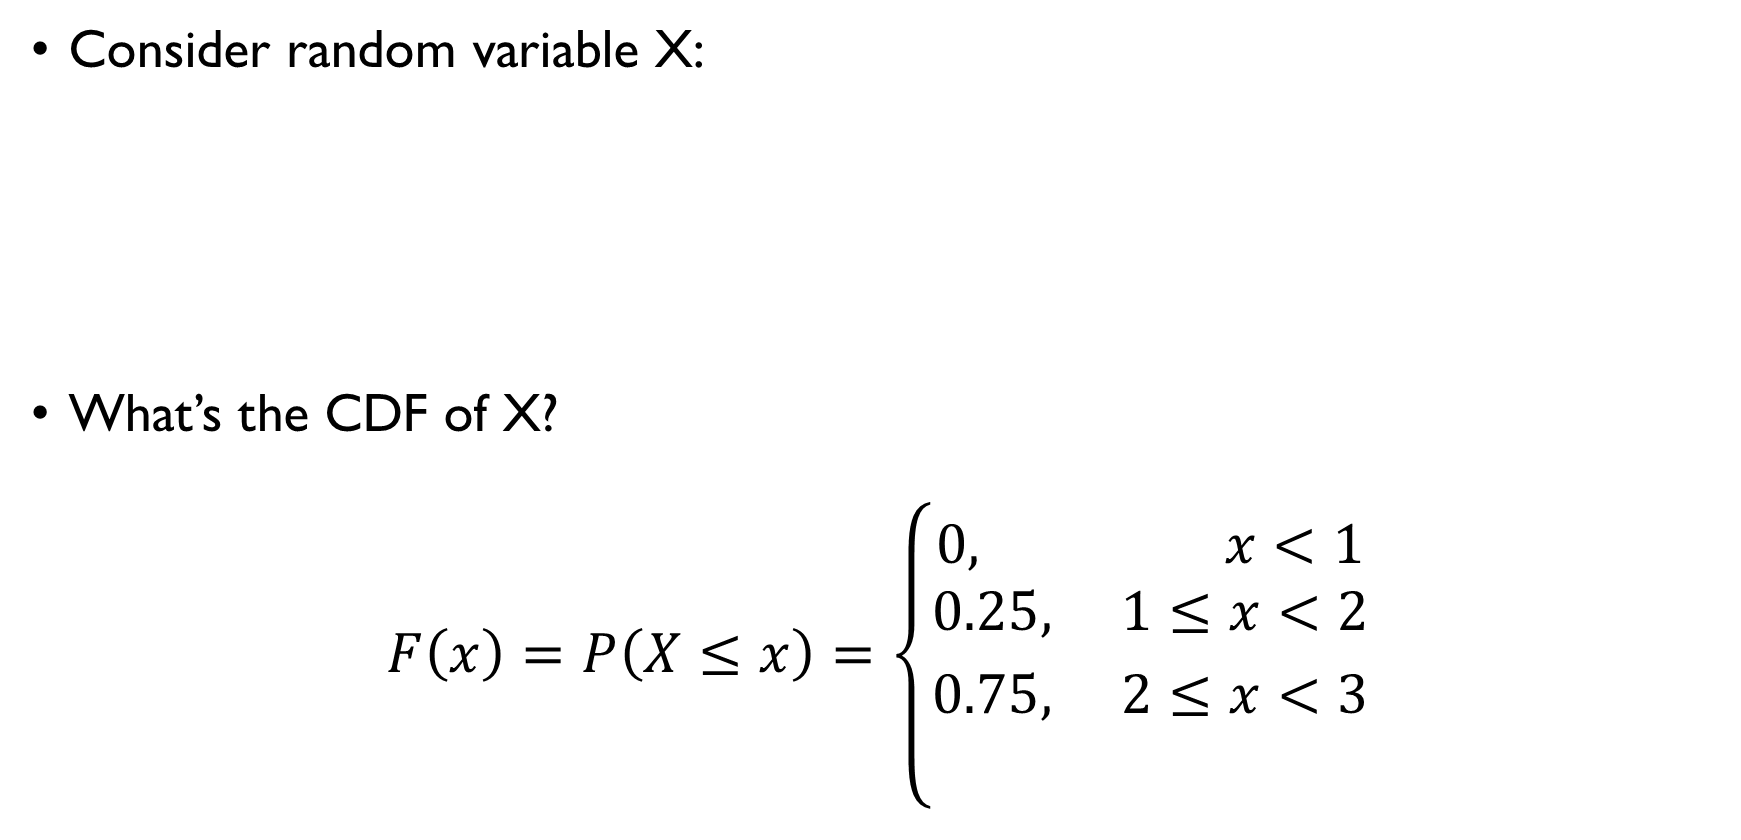 • Consider random variable X:
• What’s the CDF of X?
0, x < 1
0.25, 1 ≤ x < 2
F(x) = P(X ≤ x) =
0.75, 2 ≤ x < 3